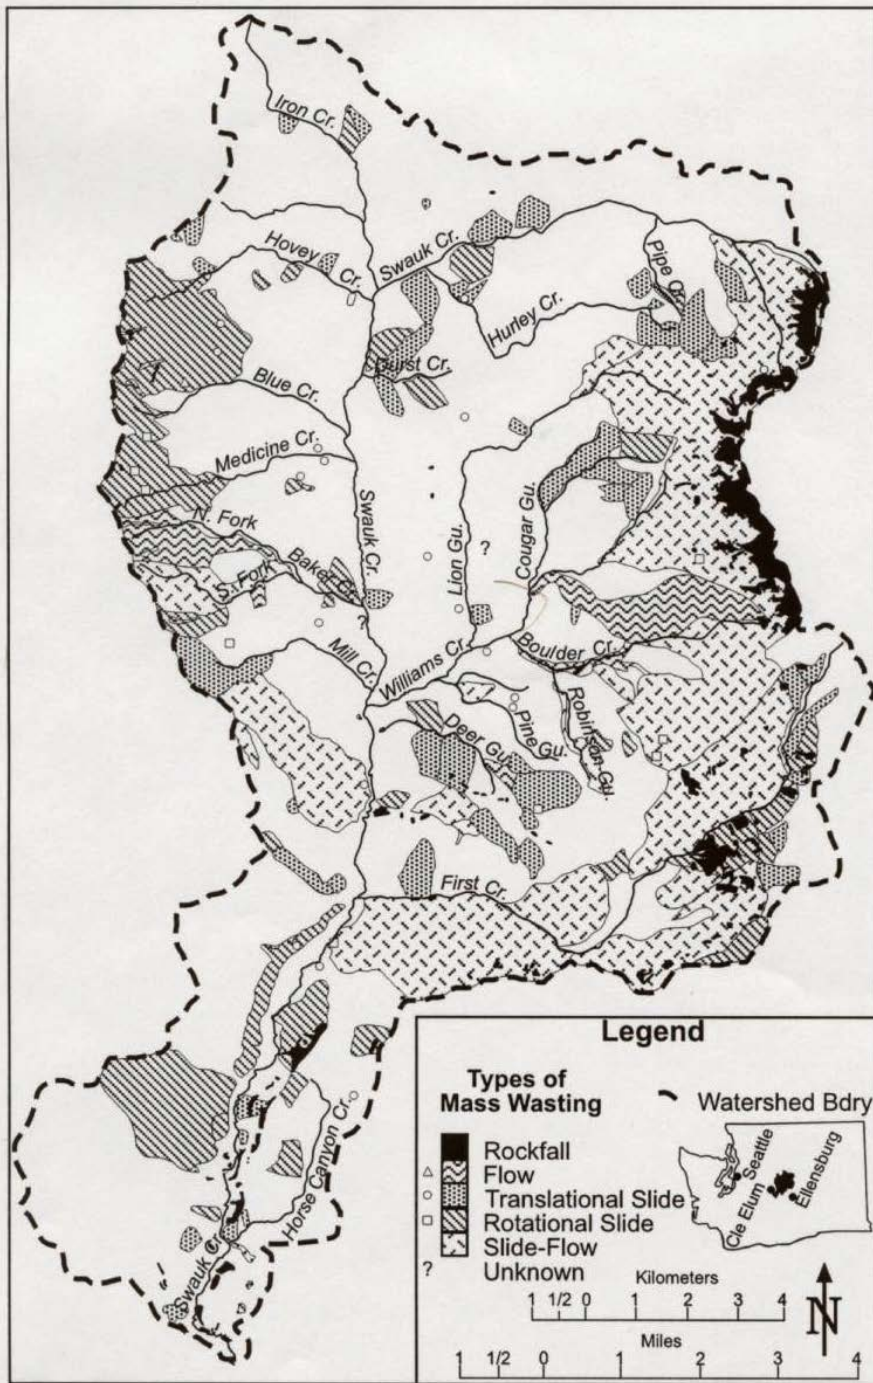 Iron Cr.
Hovey Cr.
Swauk Cr.
Pipe Cr.
Hurley Cr.
Durst Cr.
Blue Cr.
Medicine Cr.
N. Fork
Swauk Cr.
Lion Gu.
Cougar Gu.
?
S. Fork
Baker Cr.
?
Mill Cr.
Williams Cr.
Boulder Cr.
Robinson Gu.
Pine Gu.
Deer Gu.
First Cr.
Horse Canyon Cr.
Swauk Cr.
Legend
Types of
Mass Wasting
Watershed Bdry
Rockfall
Flow
Translational Slide
Rotational Slide
Slide-Flow
? Unknown
Seattle
Cle Elum
Ellensburg
Kilometers
1 1/2 0 1 2 3 4
Miles
1 1/2 0 1 2 3 4
N